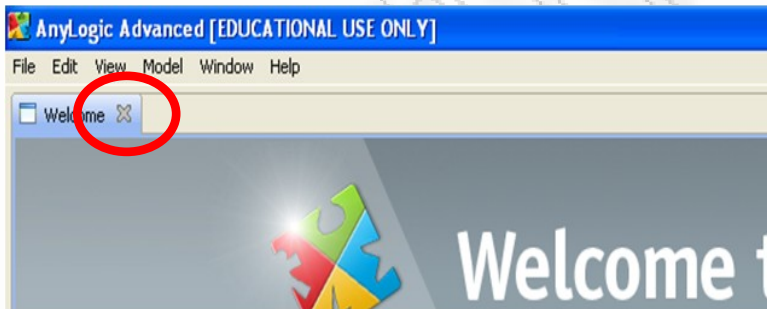 AnyLogic Advanced [EDUCATIONAL USE ONLY]
File Edit View Model Window Help
Welcome
Welcome t